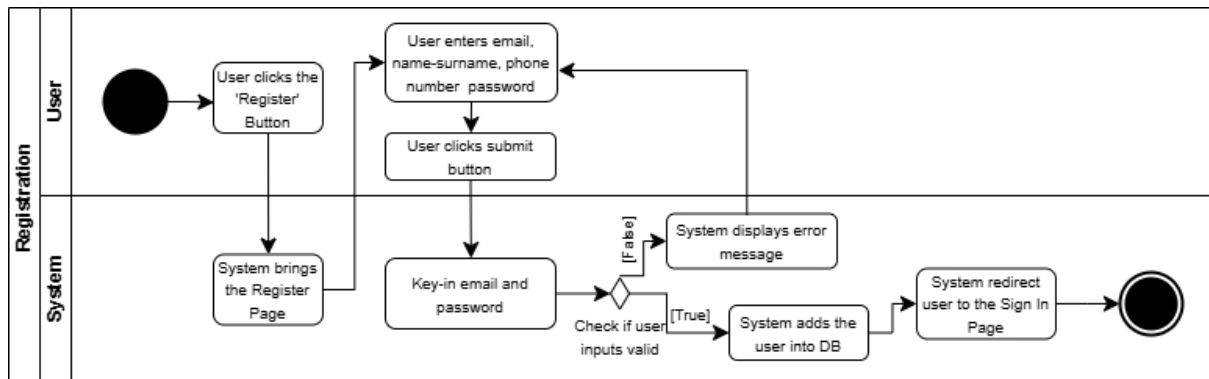 Registration
User
User clicks the
'Register'
Button
User enters email,
name-surname, phone
number password
User clicks submit
button
System
System brings
the Register
Page
Key-in email and
password
Check if user
inputs valid
[False]
System displays error
message
[True]
System adds the
user into DB
System redirect
user to the Sign In
Page